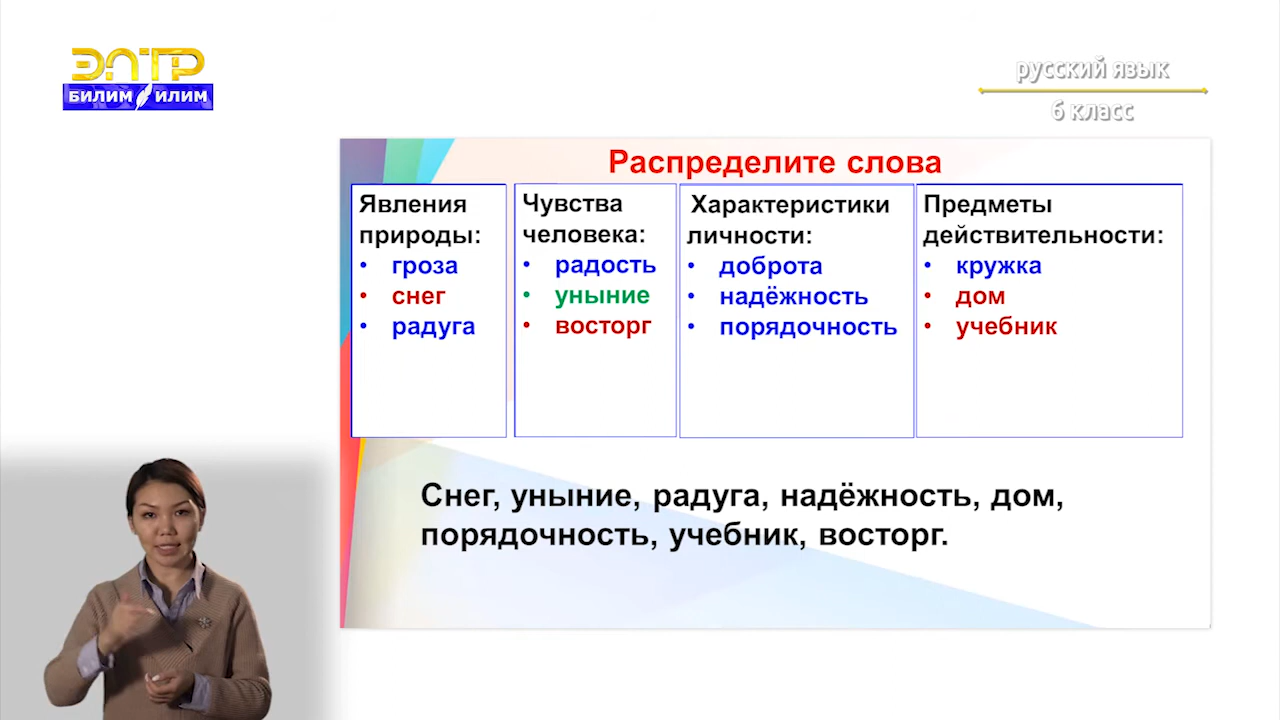 ЭЛТР
БИЛИМ ИЛИМ
русский язык
6 класс
Распределите слова
Явления
природы:
• гроза
• снег
• радуга
Чувства
человека:
• радость
• уныние
• восторг
Характеристики
личности:
• доброта
• надёжность
• порядочность
Предметы
действительности:
• кружка
• дом
• учебник
Снег, уныние, радуга, надёжность, дом,
порядочность, учебник, восторг.